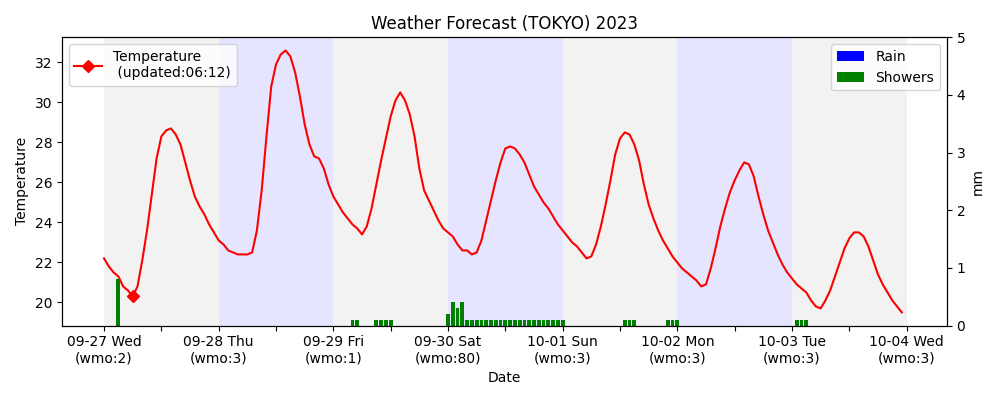 Weather Forecast (TOKYO) 2023
Temperature
(updated:06:12)
Rain
Showers
Temperature
32
30
28
26
24
22
20
5
4
3
2
1
0
mm
09-27 Wed
(wmo:2)
09-28 Thu
(wmo:3)
09-29 Fri
(wmo:1)
09-30 Sat
(wmo:80)
10-01 Sun
(wmo:3)
10-02 Mon
(wmo:3)
10-03 Tue
(wmo:3)
10-04 Wed
(wmo:3)
Date